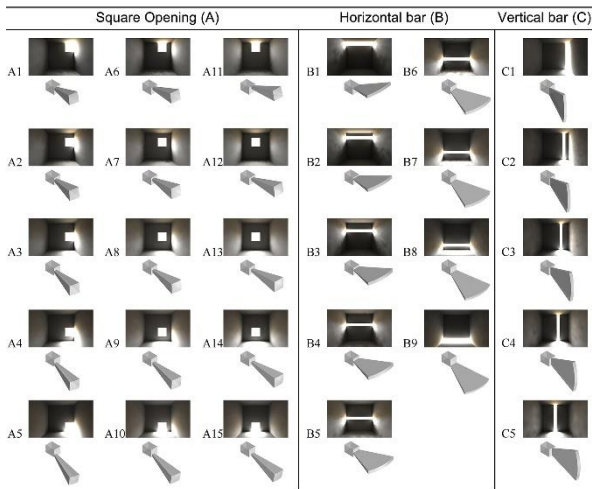 Square Opening (A) Horizontal bar (B) Vertical bar (C)
A1 A6 A11 B1 B6 C1
A2 A7 A12 B2 B7 C2
A3 A8 A13 B3 B8 C3
A4 A9 A14 B4 B9 C4
A5 A10 A15 B5 C5